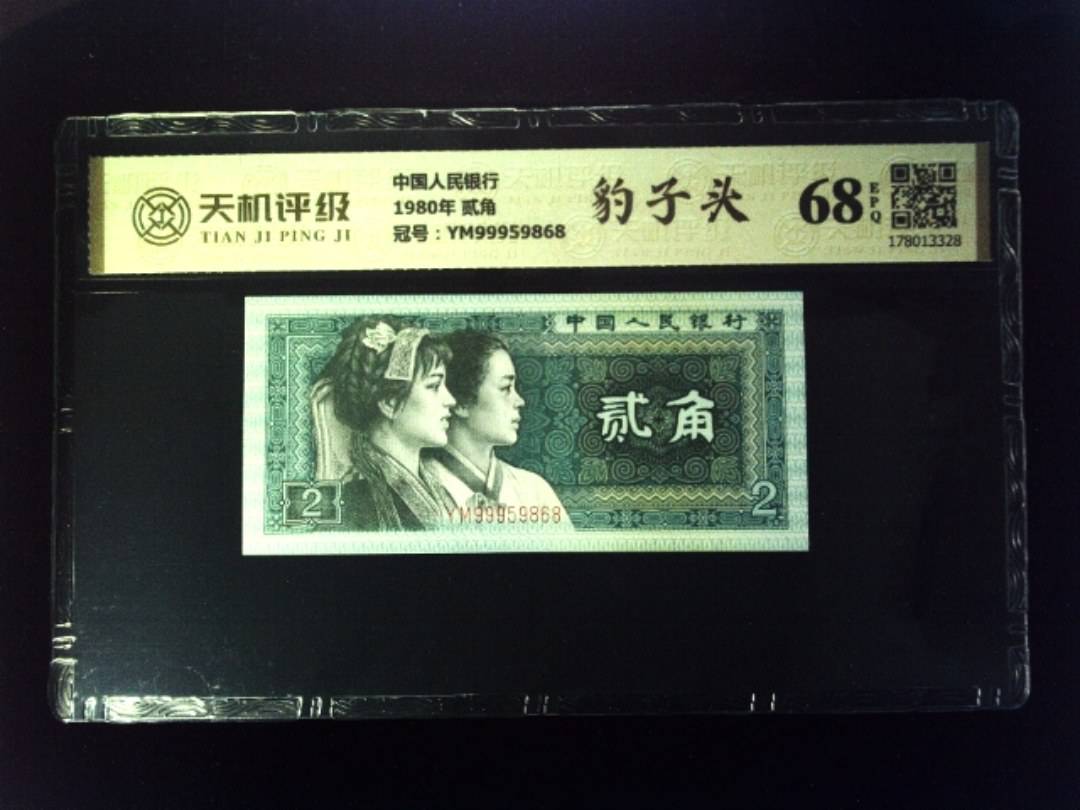 天机评级
TIAN JI PING JI
中国人民银行
1980年 贰角
冠号：YM99959868
豹子头
68
EPQ
178013328
中国人民银行
贰角
2
YM99959868
2